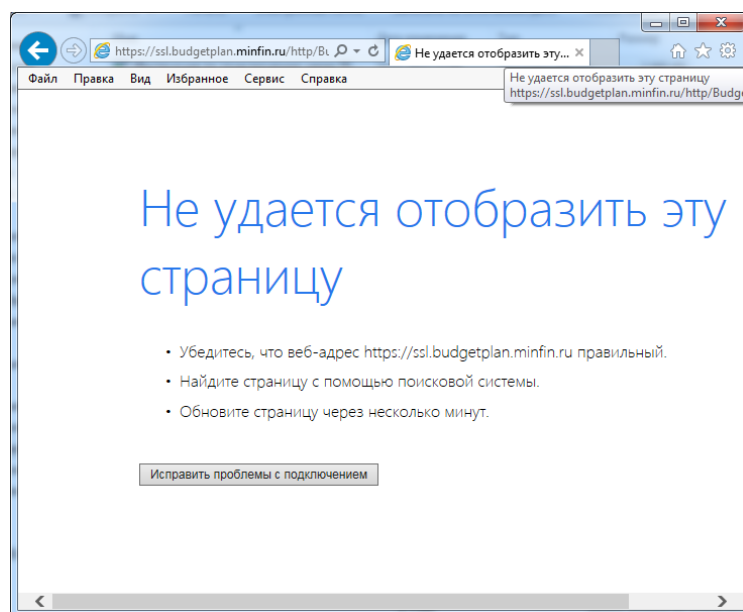 https://ssl.budgetplan.minfin.ru/http/Bu
Не удается отобразить эту...
Файл Правка Вид Избранное Сервис Справка
Не удается отобразить эту страницу
https://ssl.budgetplan.minfin.ru/http/Budge
Не удается отобразить эту
страницу
• Убедитесь, что веб-адрес https://ssl.budgetplan.minfin.ru правильный.
• Найдите страницу с помощью поисковой системы.
• Обновите страницу через несколько минут.
Исправить проблемы с подключением